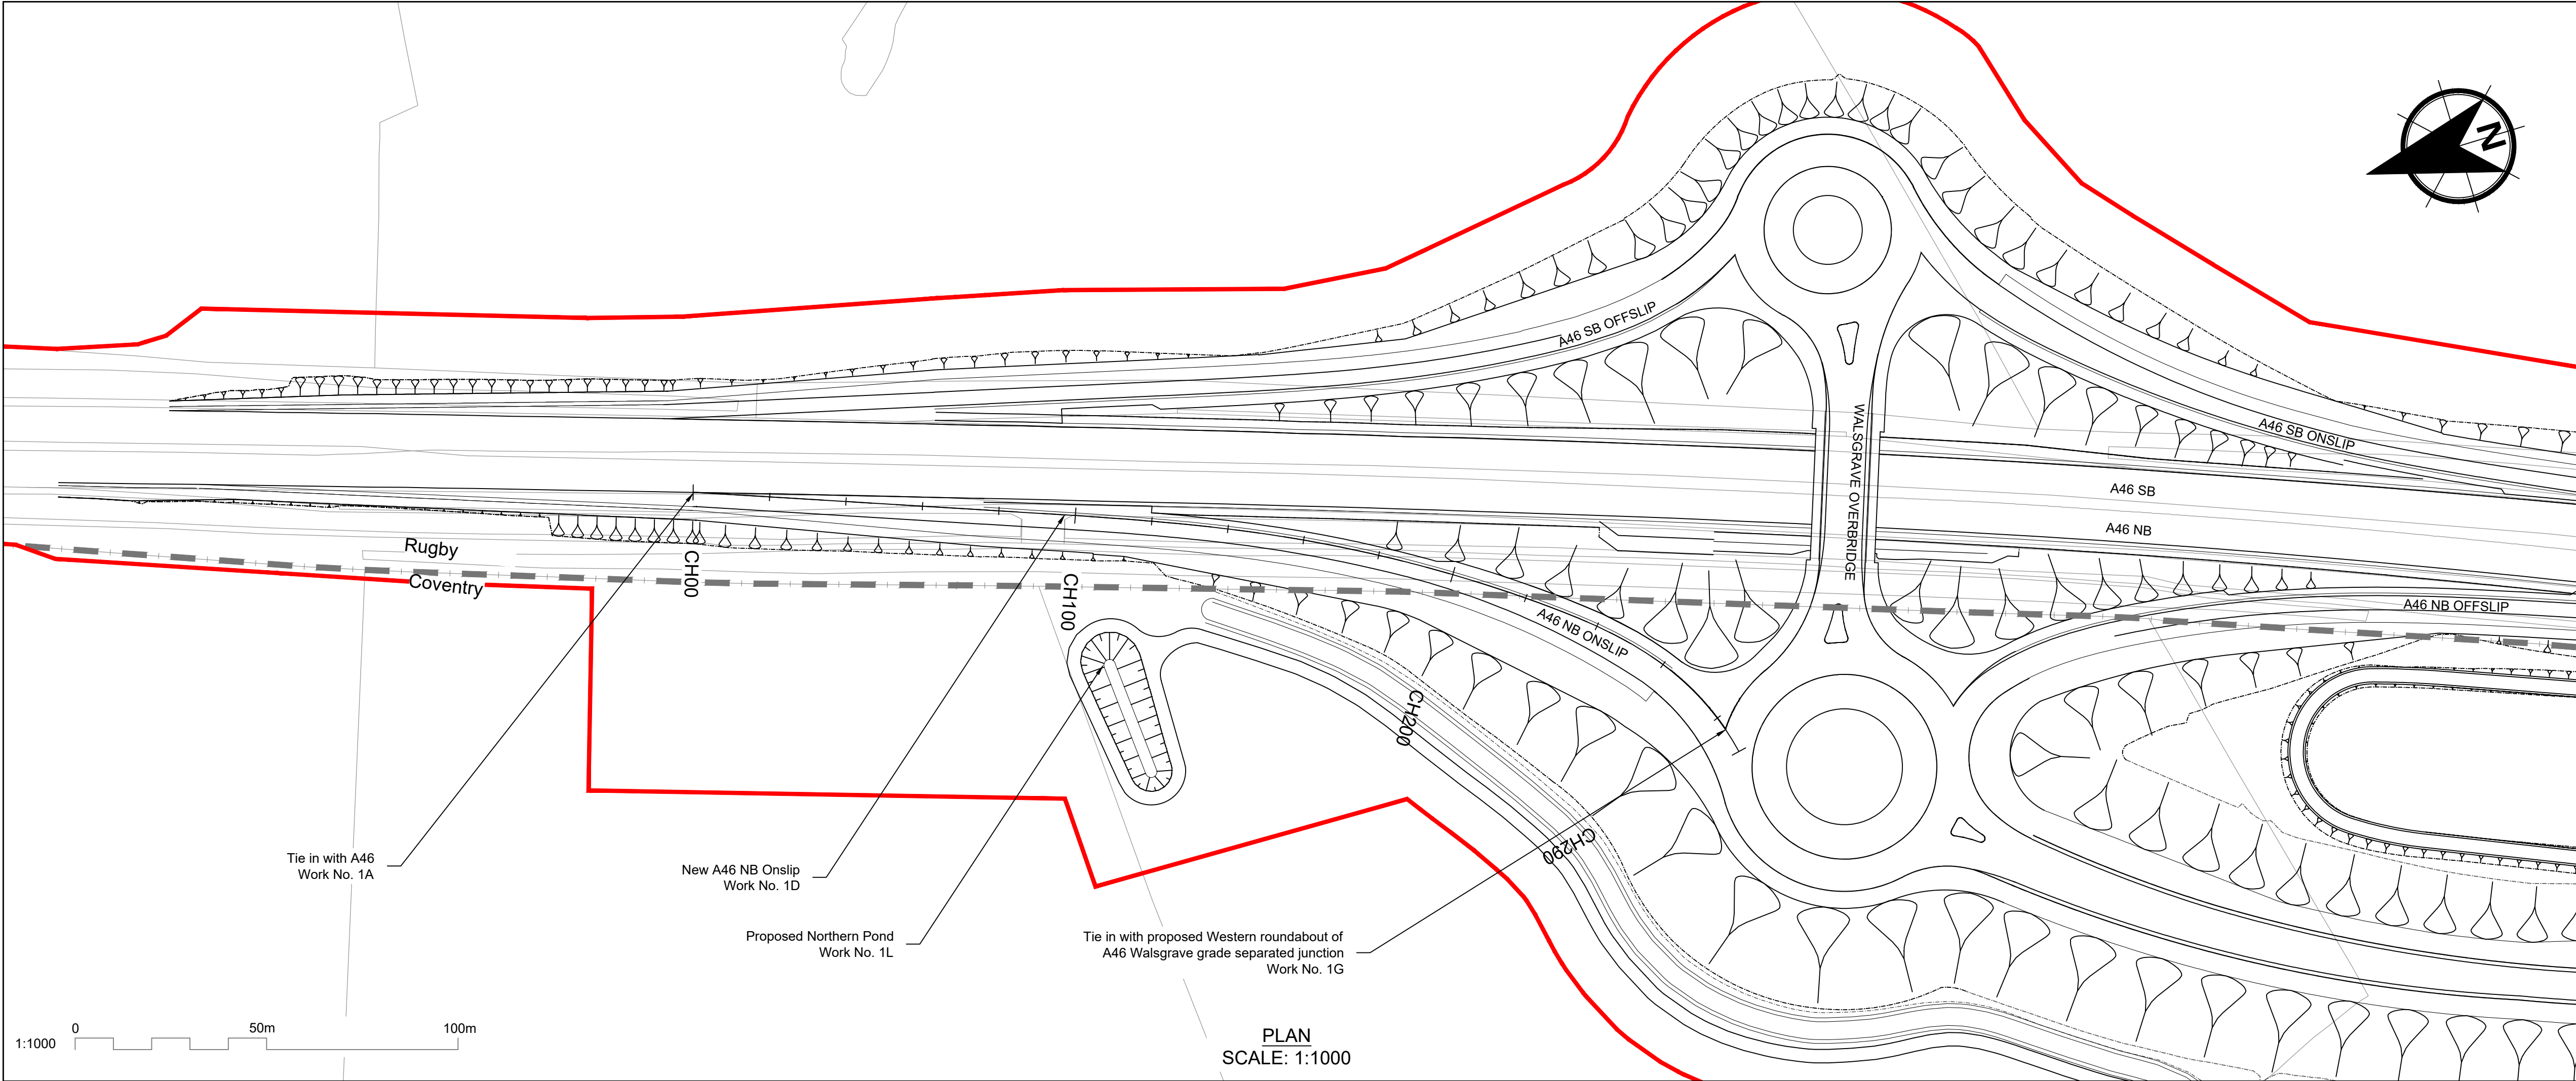 N
A46 SB OFFSLIP
WALSGRAVE OVERBRIDGE
A46 SB ONSLIP
A46 SB
A46 NB
Rugby
Coventry
CH00
CH100
A46 NB ONSLIP
A46 NB OFFSLIP
CH200
CH290
Tie in with A46
Work No. 1A
New A46 NB Onslip
Work No. 1D
Proposed Northern Pond
Work No. 1L
Tie in with proposed Western roundabout of
A46 Walsgrave grade separated junction
Work No. 1G
0 50m 100m
1:1000
PLAN
SCALE: 1:1000